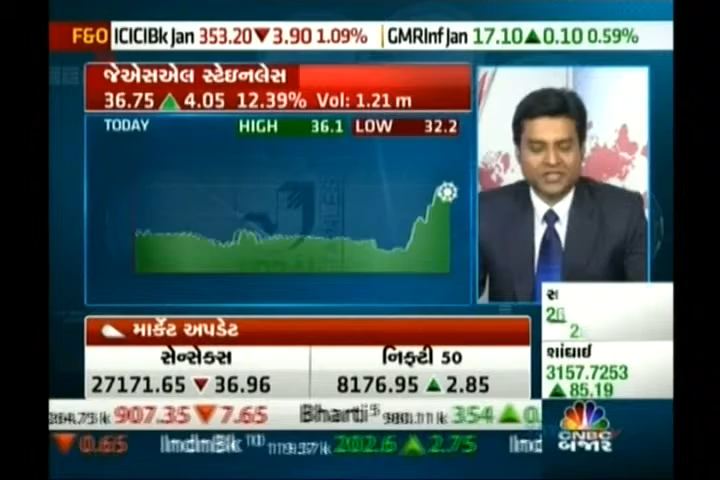 F&O ICICIBk Jan 353.20 ▼ 3.90 1.09% GMRInf Jan 17.10 ▲ 0.10 0.59%
જેએસએલ સ્ટેઇનલેસ
36.75 ▲ 4.05 12.39% Vol: 1.21 m
TODAY HIGH 36.1 LOW 32.2
માર્કેટ અપડેટ
સેન્સેક્સ નિફ્ટી 50
27171.65 ▼ 36.96 8176.95 ▲ 2.85
શાંઘાઈ
3157.7253
▲ 85.19
907.35 ▼ 7.65 Bharti 354 ▲
▼ 0.65 IndInBk 202.6 ▲ 2.75 Ind
CNBC
બજાર